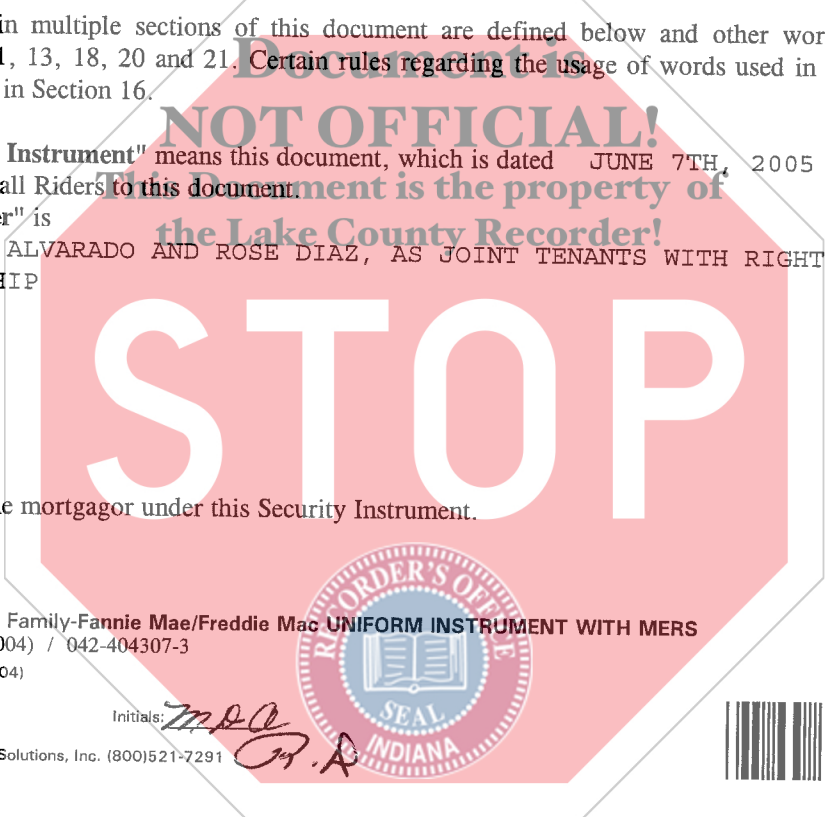 in multiple sections of this document are defined below and other wor
1, 13, 18, 20 and 21. Certain rules regarding the usage of words used in
in Section 16.
Document is
NOT OFFICIAL!
Instrument" means this document, which is dated JUNE 7TH, 2005
all Riders to this document.
This Document is the property of
er" is
the Lake County Recorder!
ALVARADO AND ROSE DIAZ, AS JOINT TENANTS WITH RIGHT
HIP
STOP
e mortgagor under this Security Instrument.
RECORDER'S OFFICE
Family-Fannie Mae/Freddie Mac UNIFORM INSTRUMENT WITH MERS
004) / 042-404307-3
04)
SEAL
INDIANA
Initials: MDA
Solutions, Inc. (800)521-7291 R.D